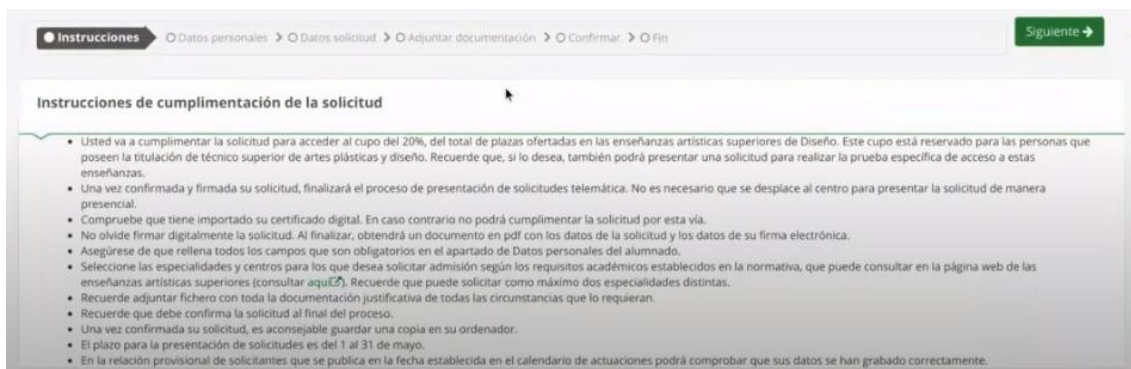 Instrucciones Datos personales Datos solicitud Adjuntar documentación Confirmar Fin
Siguiente
Instrucciones de cumplimentación de la solicitud
• Usted va a cumplimentar la solicitud para acceder al cupo del 20%, del total de plazas ofertadas en las enseñanzas artísticas superiores de Diseño. Este cupo está reservado para las personas que
poseen la titulación de técnico superior de artes plásticas y diseño. Recuerde que, si lo desea, también podrá presentar una solicitud para realizar la prueba específica de acceso a estas
enseñanzas.
• Una vez confirmada y firmada su solicitud, finalizará el proceso de presentación de solicitudes telemática. No es necesario que se desplace al centro para presentar la solicitud de manera
presencial.
• Compruebe que tiene importado su certificado digital. En caso contrario no podrá cumplimentar la solicitud por esta vía.
• No olvide firmar digitalmente la solicitud. Al finalizar, obtendrá un documento en pdf con los datos de la solicitud y los datos de su firma electrónica.
• Asegúrese de que rellena todos los campos que son obligatorios en el apartado de Datos personales del alumnado.
• Seleccione las especialidades y centros para los que desea solicitar admisión según los requisitos académicos establecidos en la normativa, que puede consultar en la página web de las
enseñanzas artísticas superiores (consultar aquí). Recuerde que puede solicitar como máximo dos especialidades distintas.
• Recuerde adjuntar fichero con toda la documentación justificativa de todas las circunstancias que lo requieran.
• Recuerde que debe confirma la solicitud al final del proceso.
• Una vez confirmada su solicitud, es aconsejable guardar una copia en su ordenador.
• El plazo para la presentación de solicitudes es del 1 al 31 de mayo.
• En la relación provisional de solicitantes que se publica en la fecha establecida en el calendario de actuaciones podrá comprobar que sus datos se han grabado correctamente.